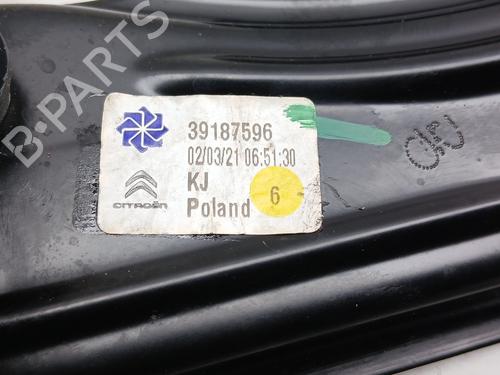 B-PARTS
39187596
02/03/21 06:51:30
KJ
Poland
6
CITROËN